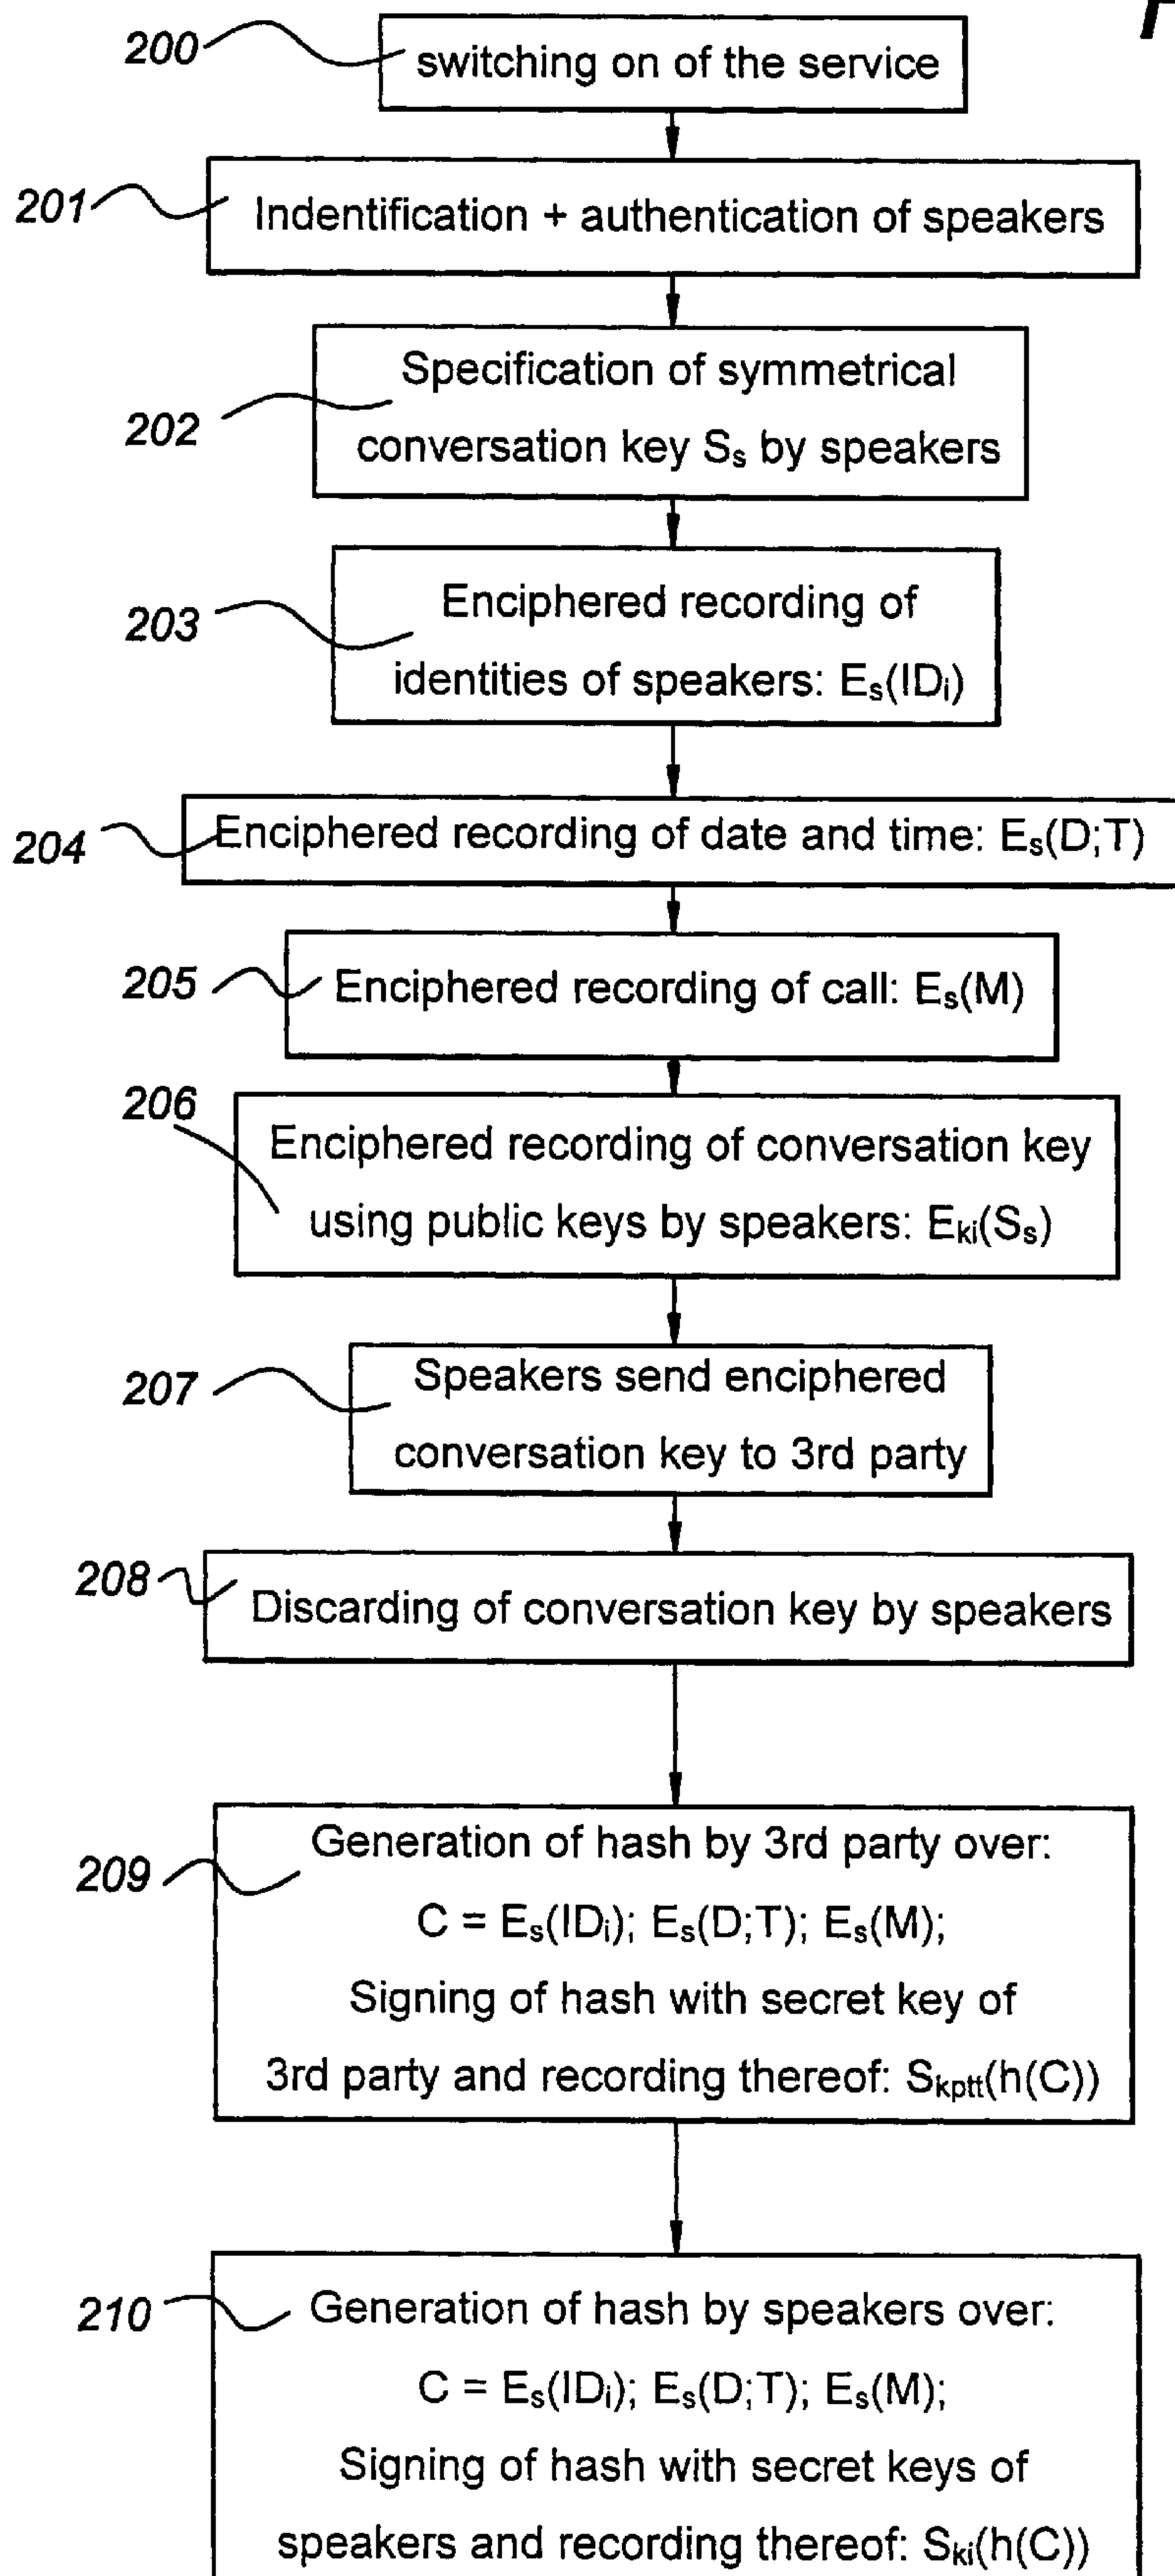 200 switching on of the service
201 Indentification + authentication of speakers
Specification of symmetrical
202 conversation key Sₛ by speakers
Enciphered recording of
203 identities of speakers: Eₛ(IDᵢ)
204 Enciphered recording of date and time: Eₛ(D;T)
205 Enciphered recording of call: Eₛ(M)
206
Enciphered recording of conversation key
using public keys by speakers: Eₖᵢ(Sₛ)
207 Speakers send enciphered
conversation key to 3rd party
208 Discarding of conversation key by speakers
Generation of hash by 3rd party over:
209 C = Eₛ(IDᵢ); Eₛ(D;T); Eₛ(M);
Signing of hash with secret key of
3rd party and recording thereof: Sₖₚₜₜ(h(C))
210 Generation of hash by speakers over:
C = Eₛ(IDᵢ); Eₛ(D;T); Eₛ(M);
Signing of hash with secret keys of
speakers and recording thereof: Sₖᵢ(h(C))